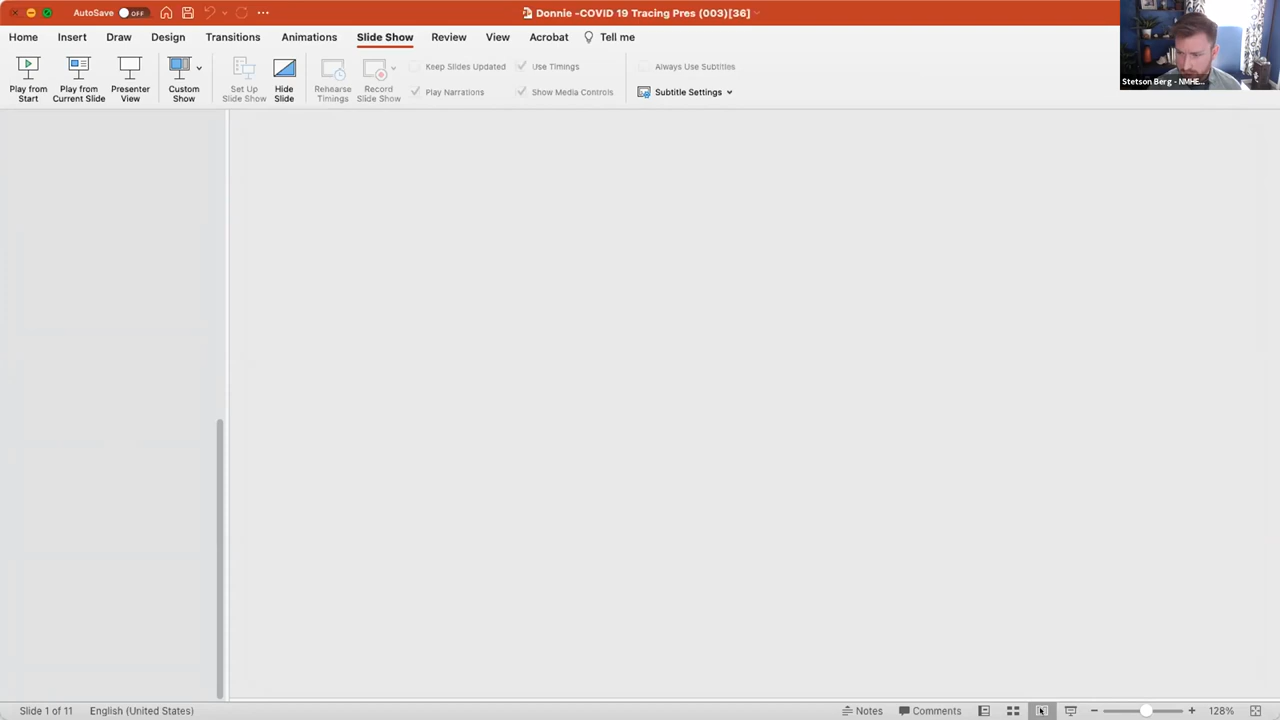 AutoSave OFF
Donnie -COVID 19 Tracing Pres (003)[36]
Home Insert Draw Design Transitions Animations Slide Show Review View Acrobat Tell me
Play from Start
Play from Current Slide
Presenter View
Custom Show
Set Up Slide Show
Hide Slide
Rehearse Timings
Record Slide Show
Keep Slides Updated
Play Narrations
Use Timings
Show Media Controls
Always Use Subtitles
Subtitle Settings
Stetson Berg - NMHE...
Slide 1 of 11 English (United States) Notes Comments 128%